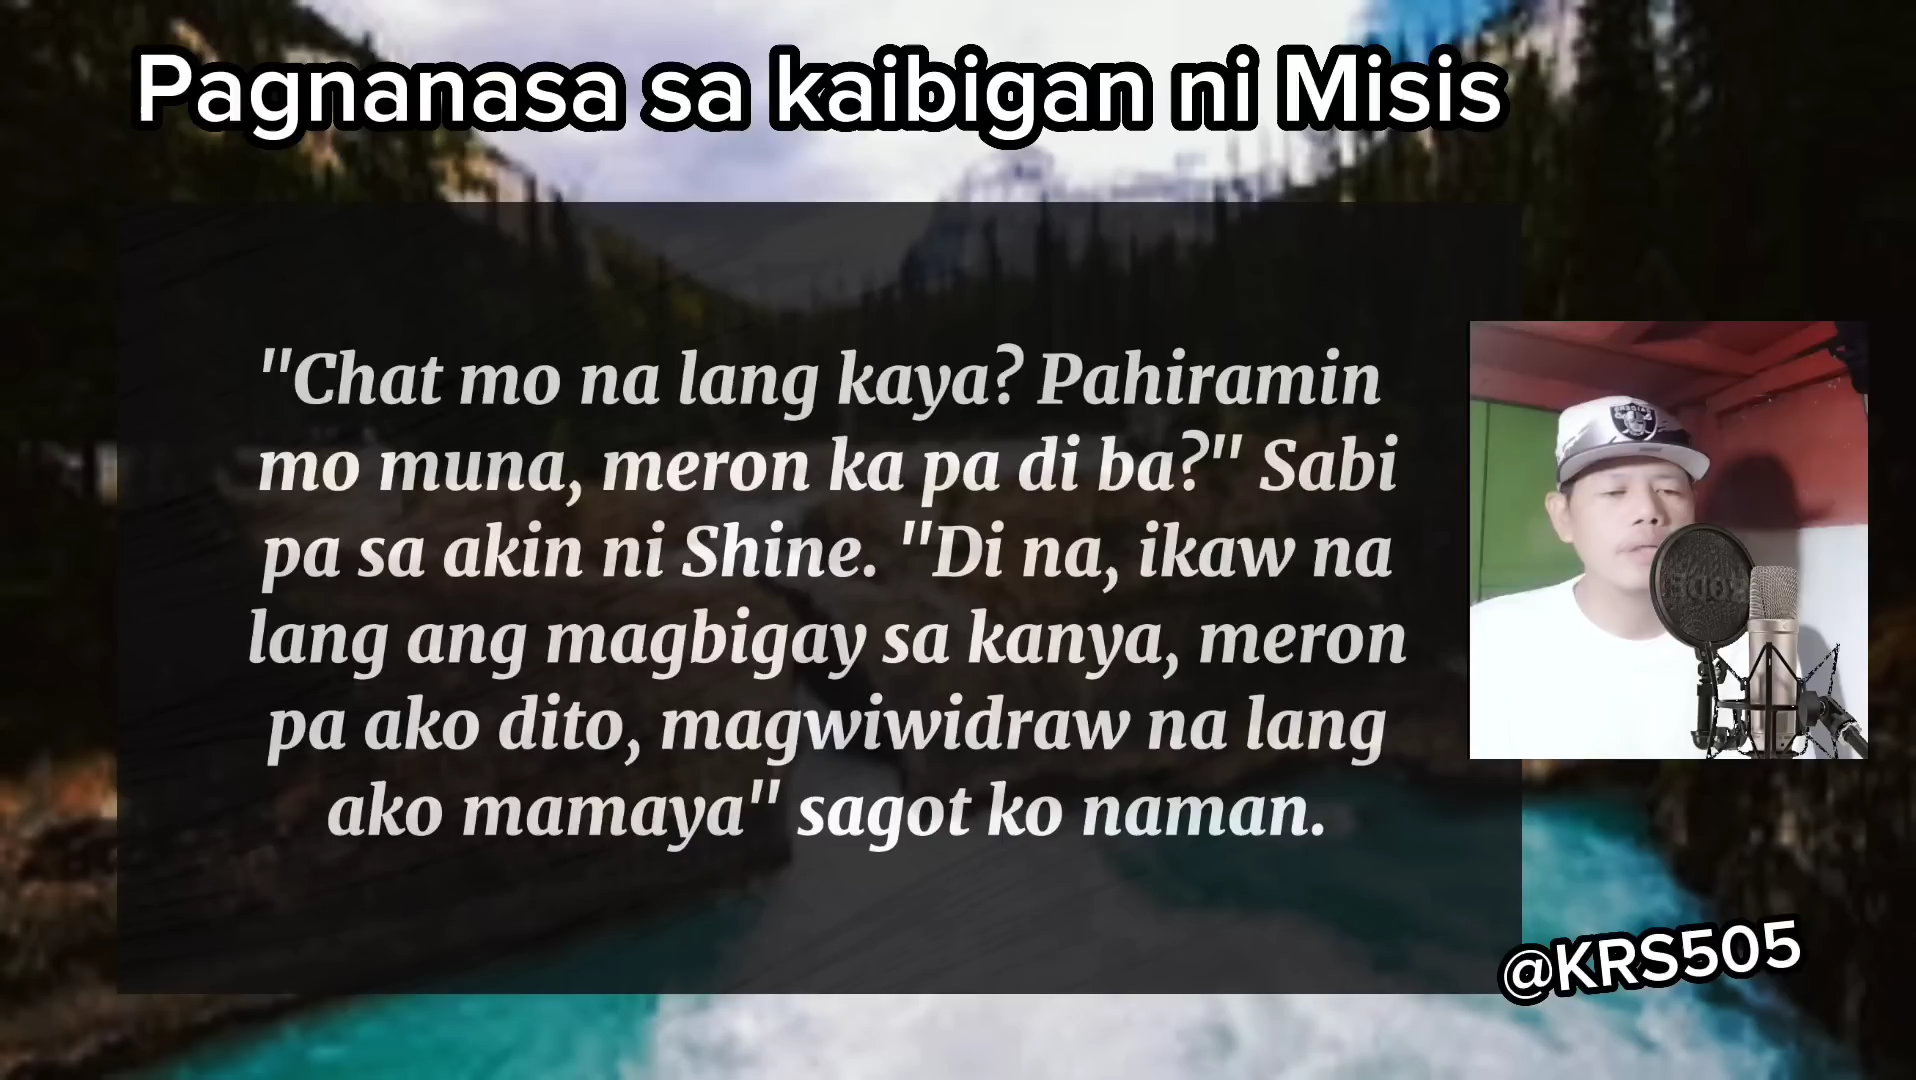 Pagnanasa sa kaibigan ni Misis
"Chat mo na lang kaya? Pahiramin
mo muna, meron ka pa di ba?" Sabi
pa sa akin ni Shine. "Di na, ikaw na
lang ang magbigay sa kanya, meron
pa ako dito, magwiwidraw na lang
ako mamaya" sagot ko naman.
@KRS505